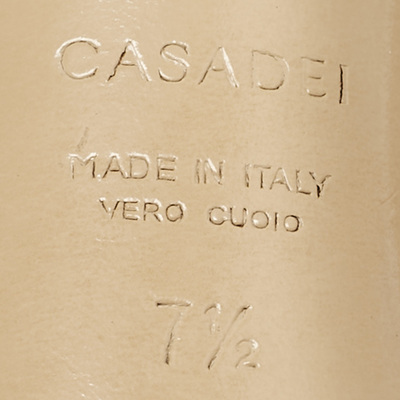 CASADEI
MADE IN ITALY
VERO CUOIO
7½